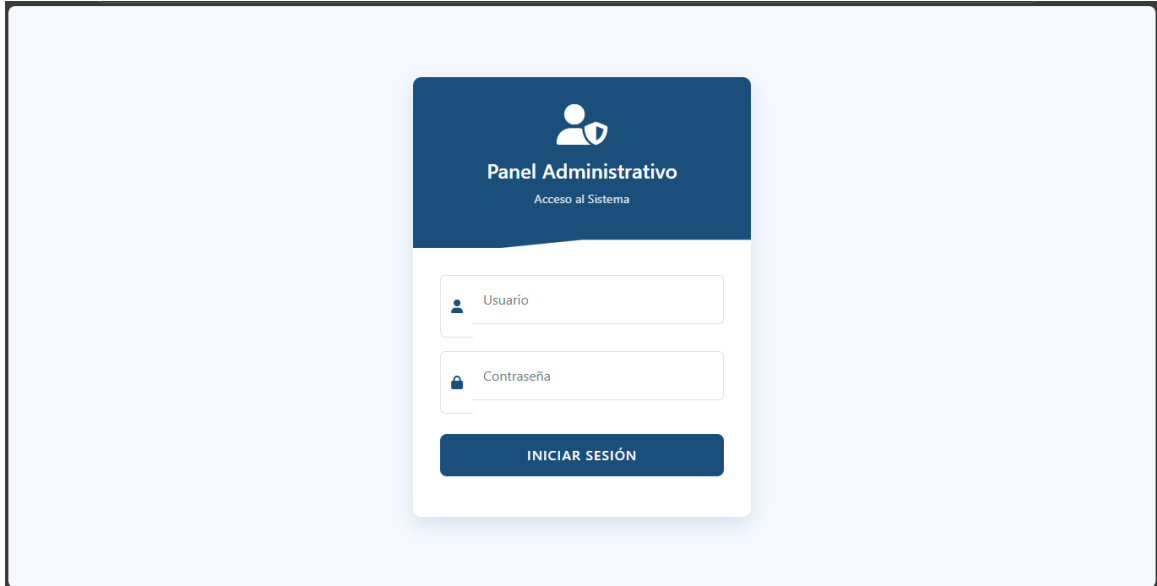 Panel Administrativo
Acceso al Sistema
Usuario
Contraseña
INICIAR SESIÓN